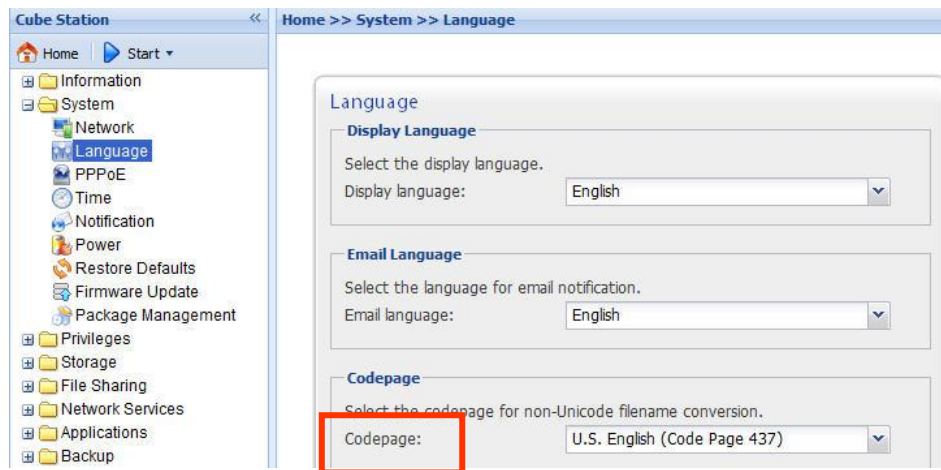 Cube Station «
Home Start
Information
System
Network
Language
PPPoE
Time
Notification
Power
Restore Defaults
Firmware Update
Package Management
Privileges
Storage
File Sharing
Network Services
Applications
Backup
Home >> System >> Language
Language
Display Language
Select the display language.
Display language: English
Email Language
Select the language for email notification.
Email language: English
Codepage
Select the codepage for non-Unicode filename conversion.
Codepage: U.S. English (Code Page 437)